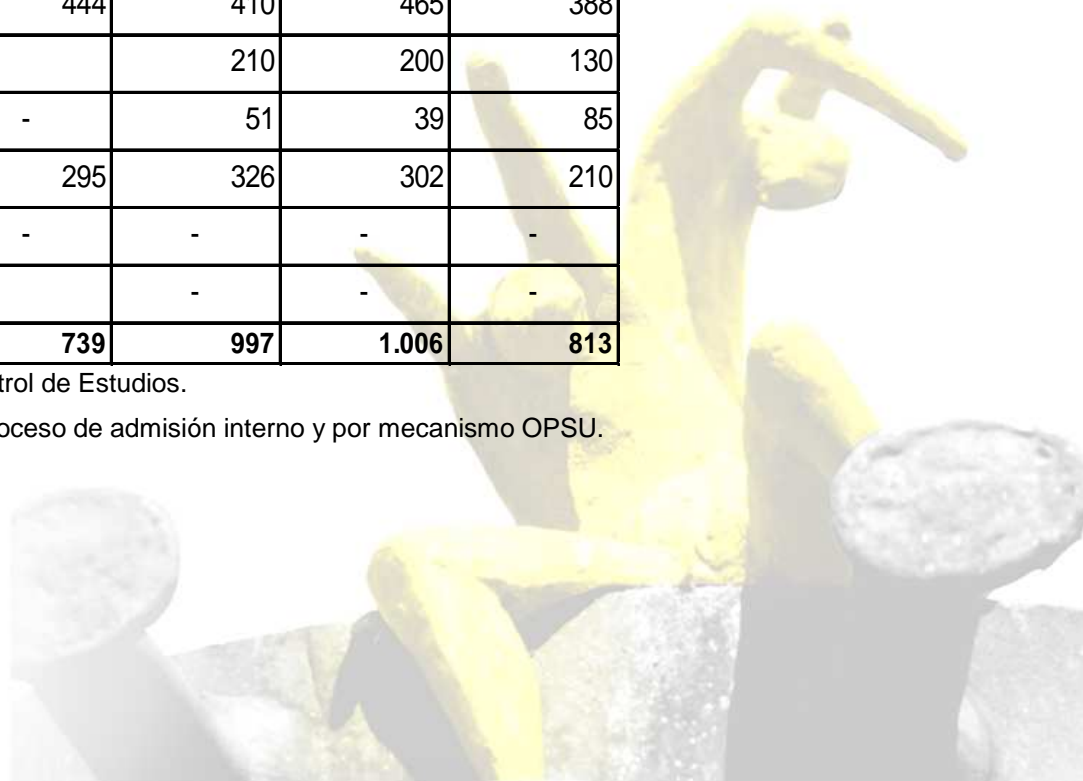 444 410 465 388
210 200 130
- 51 39 85
295 326 302 210
- - - -
- - -
739 997 1.006 813
trol de Estudios.
oceso de admisión interno y por mecanismo OPSU.